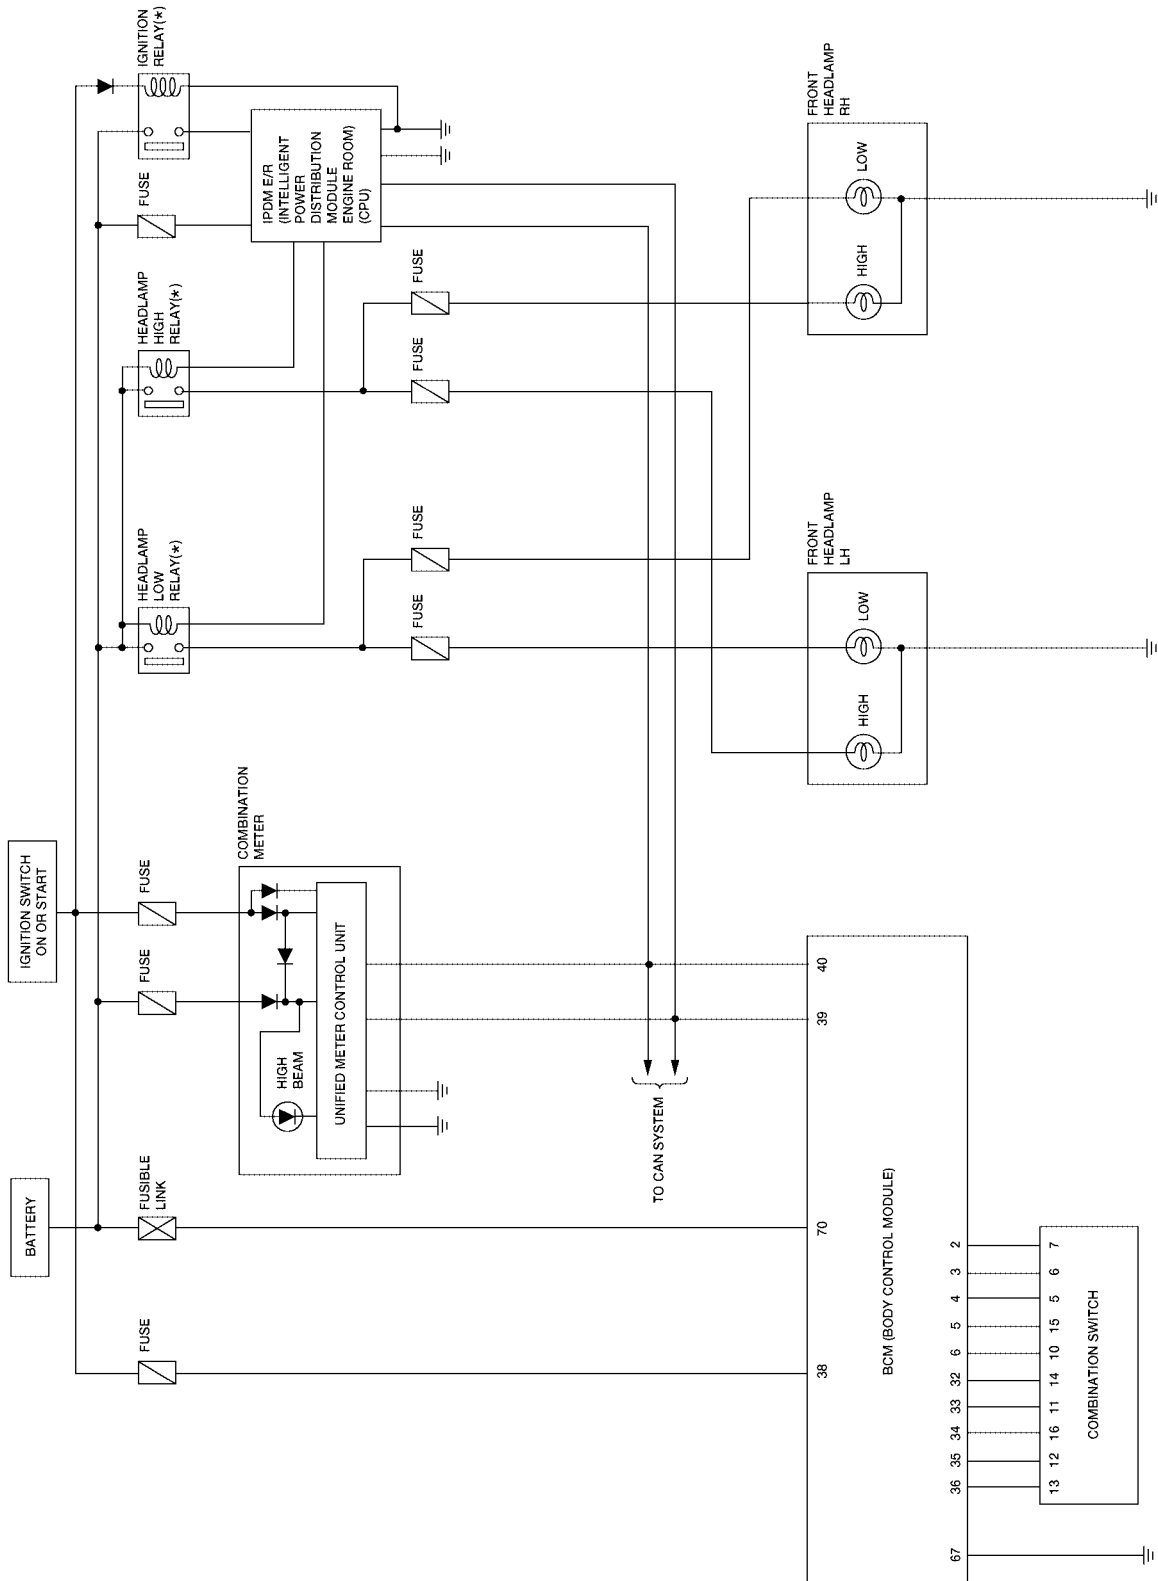 IGNITION
RELAY(*)
FUSE
HEADLAMP
HIGH
RELAY(*)
HEADLAMP
LOW
RELAY(*)
IPDM E/R
(INTELLIGENT
POWER
DISTRIBUTION
MODULE
ENGINE ROOM)
(CPU)
FUSE
FUSE
FUSE
FUSE
FRONT
HEADLAMP
RH
LOW
HIGH
FRONT
HEADLAMP
LH
LOW
HIGH
IGNITION SWITCH
ON OR START
FUSE
FUSE
COMBINATION
METER
UNIFIED METER CONTROL UNIT
HIGH
BEAM
TO CAN SYSTEM
BATTERY
FUSIBLE
LINK
FUSE
40
39
70
38
BCM (BODY CONTROL MODULE)
2
3
4
5
6
32
33
34
35
36
67
7
6
5
15
10
14
11
16
12
13
COMBINATION SWITCH